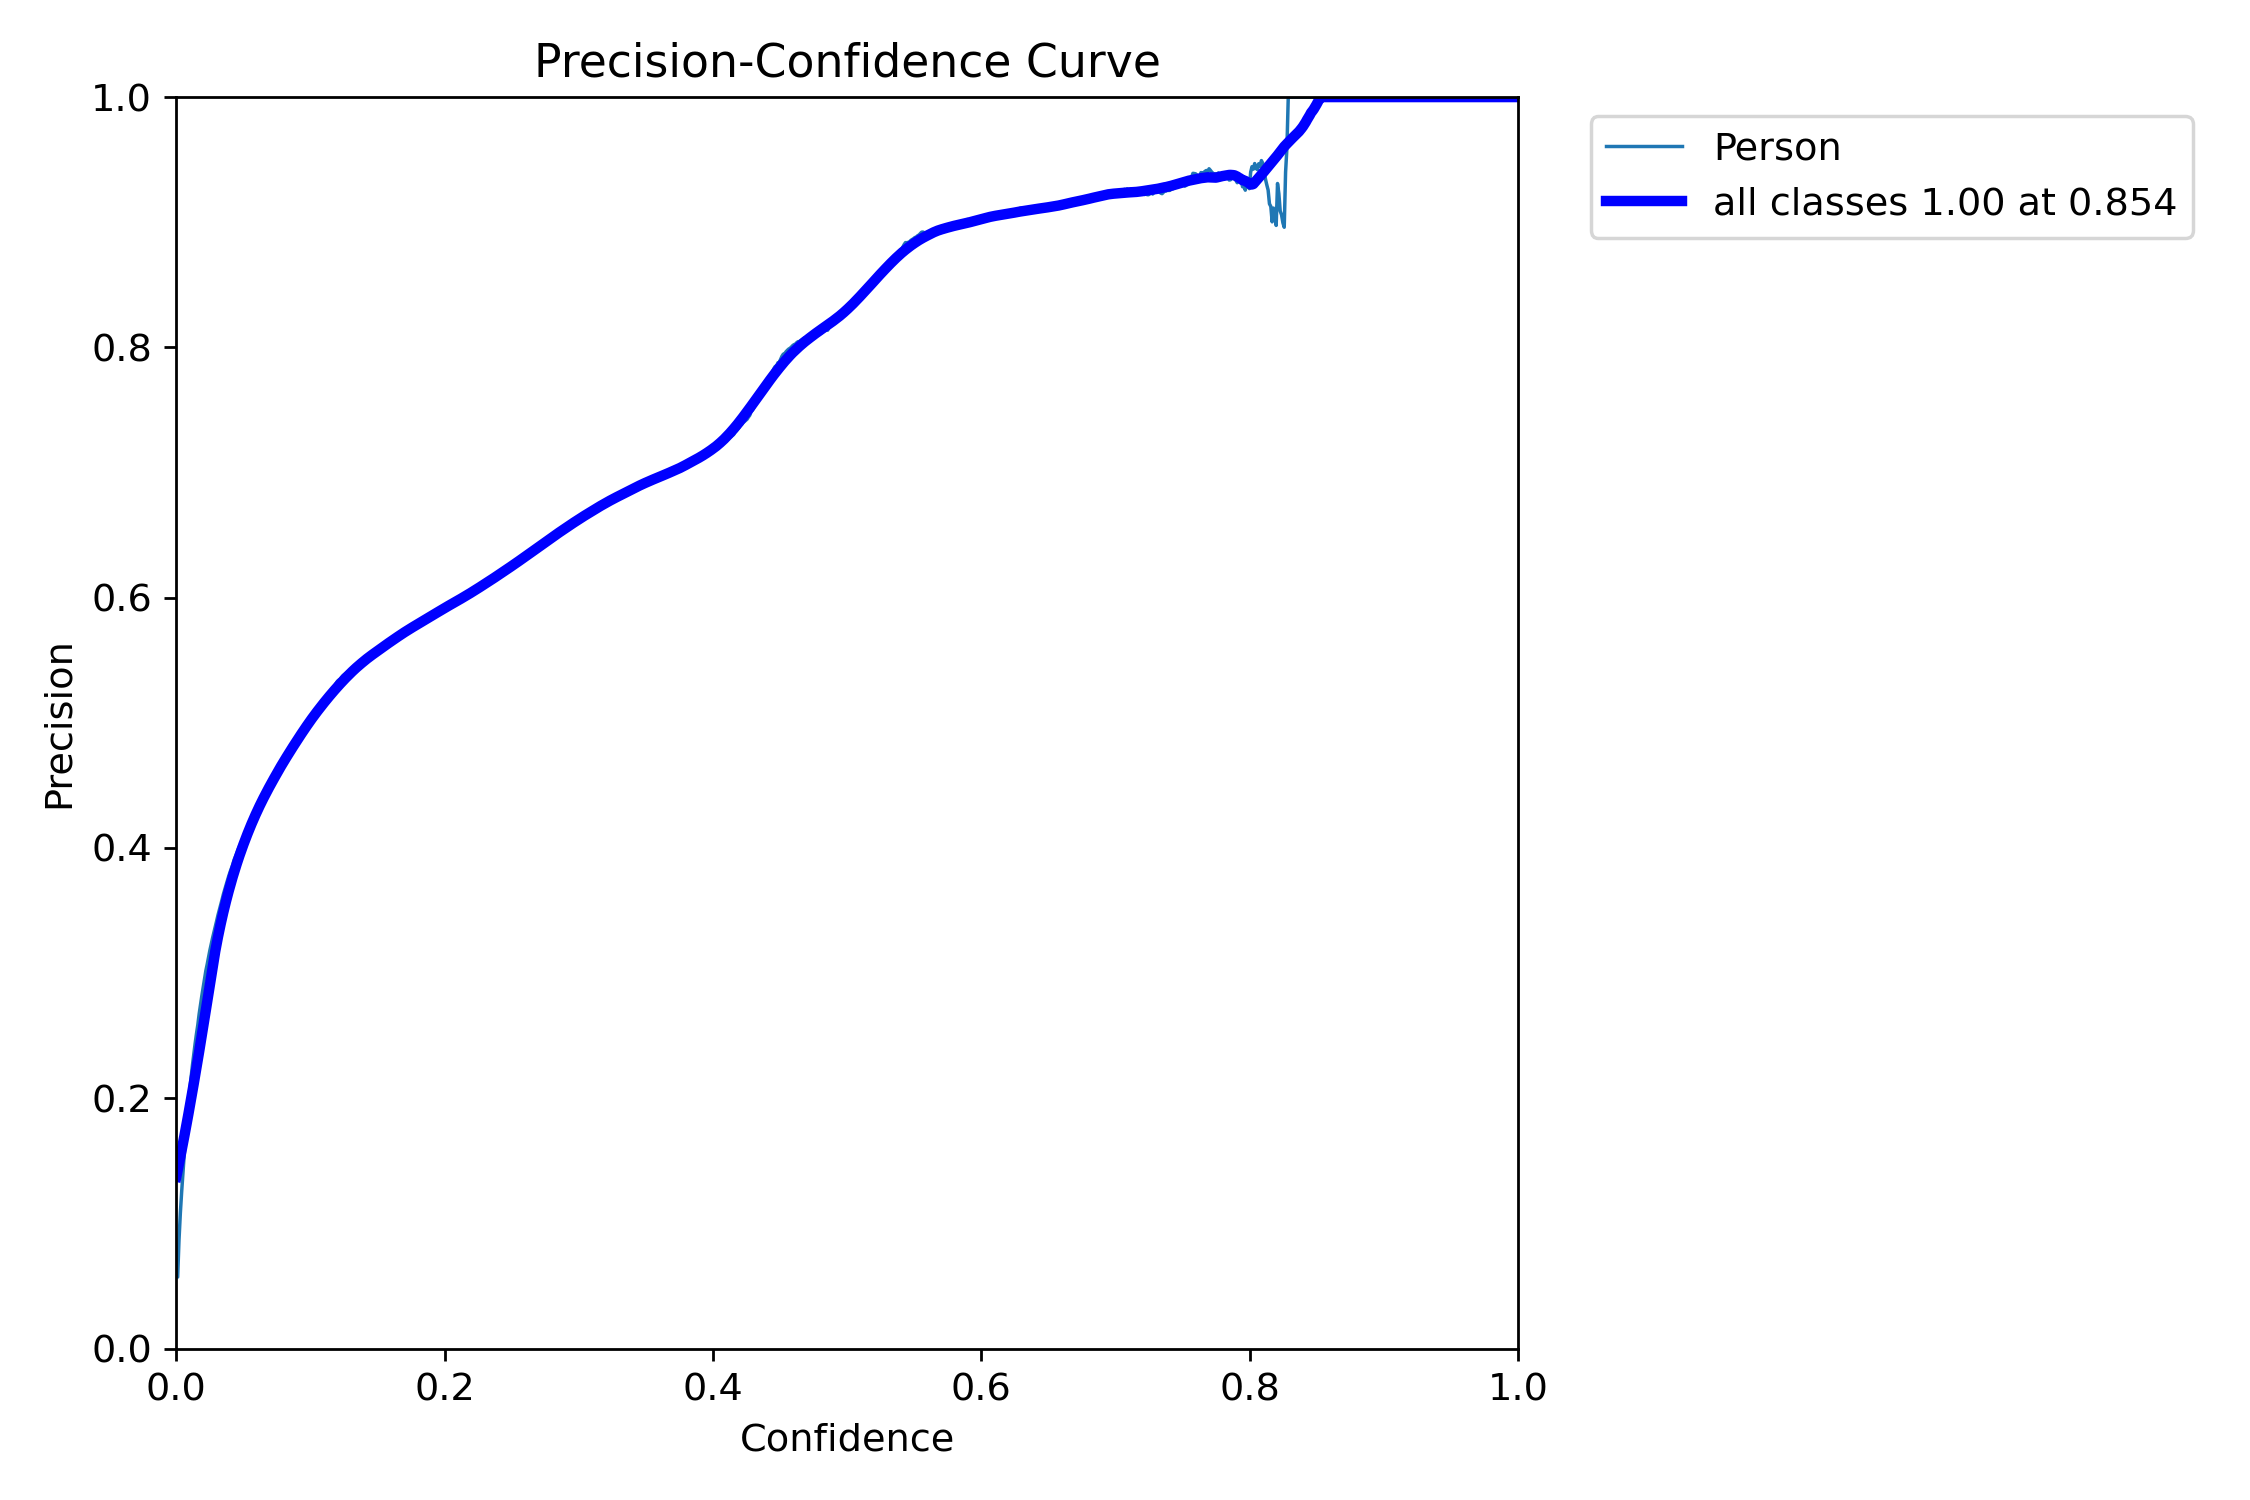 Precision-Confidence Curve
1.0
0.8
0.6
0.4
0.2
0.0
Precision
0.0 0.2 0.4 0.6 0.8 1.0
Confidence
Person
all classes 1.00 at 0.854